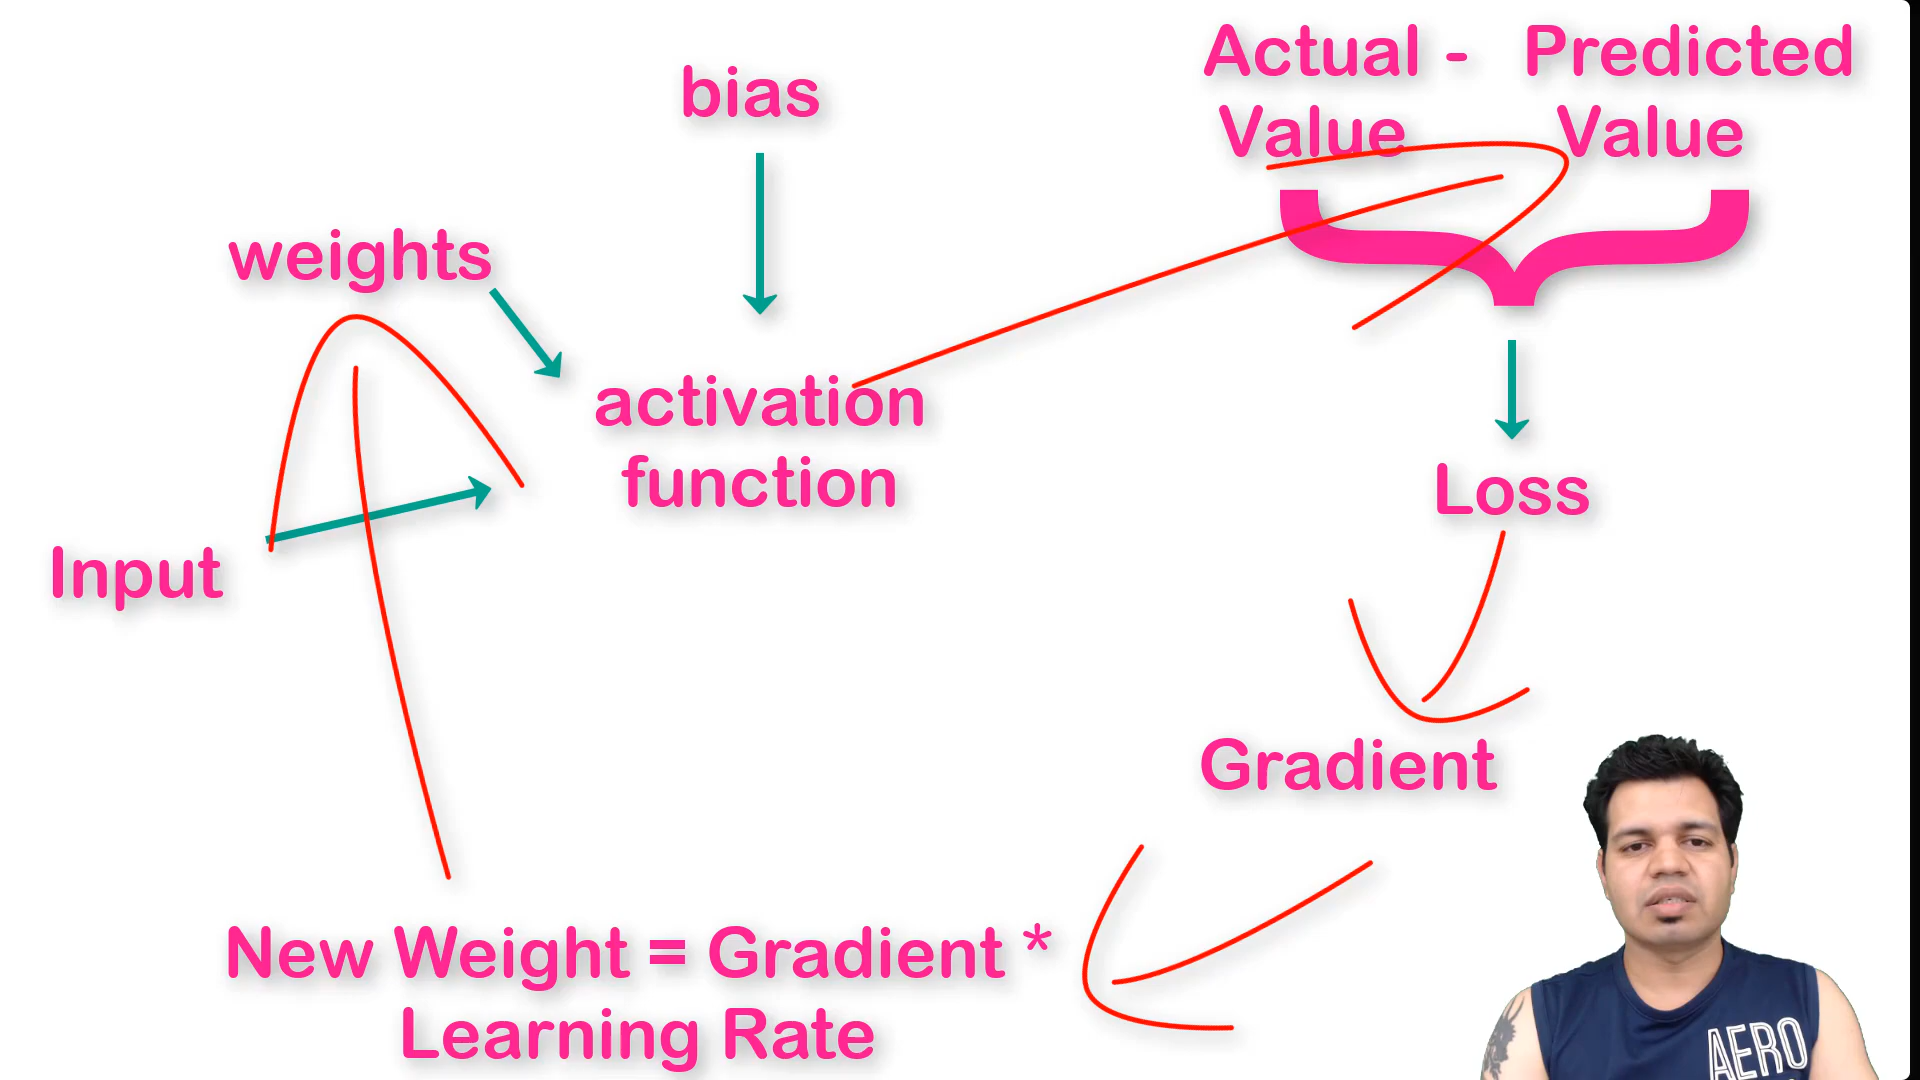 Actual - Predicted
Value Value
bias
weights
activation
function
Input
Loss
Gradient
New Weight = Gradient *
Learning Rate
AERO